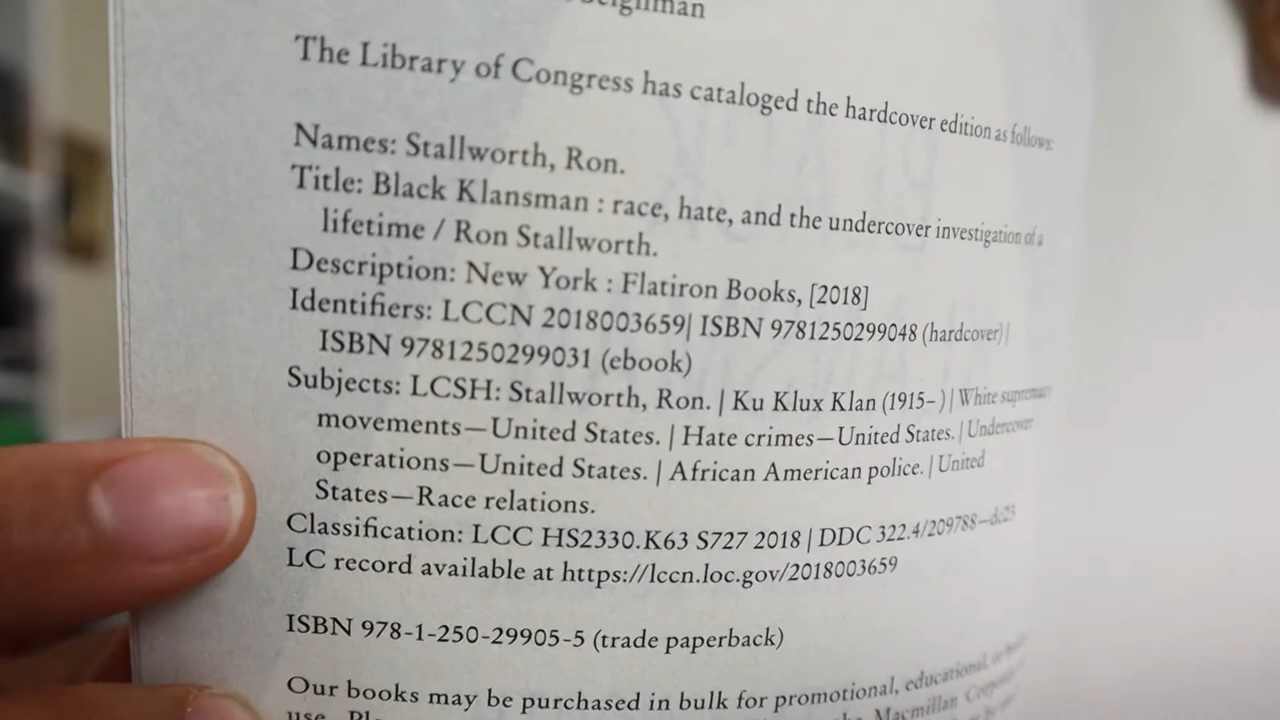 The Library of Congress has cataloged the hardcover edition as follows:
Names: Stallworth, Ron.
Title: Black Klansman : race, hate, and the undercover investigation of a
lifetime / Ron Stallworth.
Description: New York : Flatiron Books, [2018]
Identifiers: LCCN 2018003659| ISBN 9781250299048 (hardcover) |
ISBN 9781250299031 (ebook)
Subjects: LCSH: Stallworth, Ron. | Ku Klux Klan (1915– ) | White supremacy
movements—United States. | Hate crimes—United States. | Undercover
operations—United States. | African American police. | United
States—Race relations.
Classification: LCC HS2330.K63 S727 2018 | DDC 322.4/209788—dc23
LC record available at https://lccn.loc.gov/2018003659
ISBN 978-1-250-29905-5 (trade paperback)
Our books may be purchased in bulk for promotional, educational, or
use. Macmillan